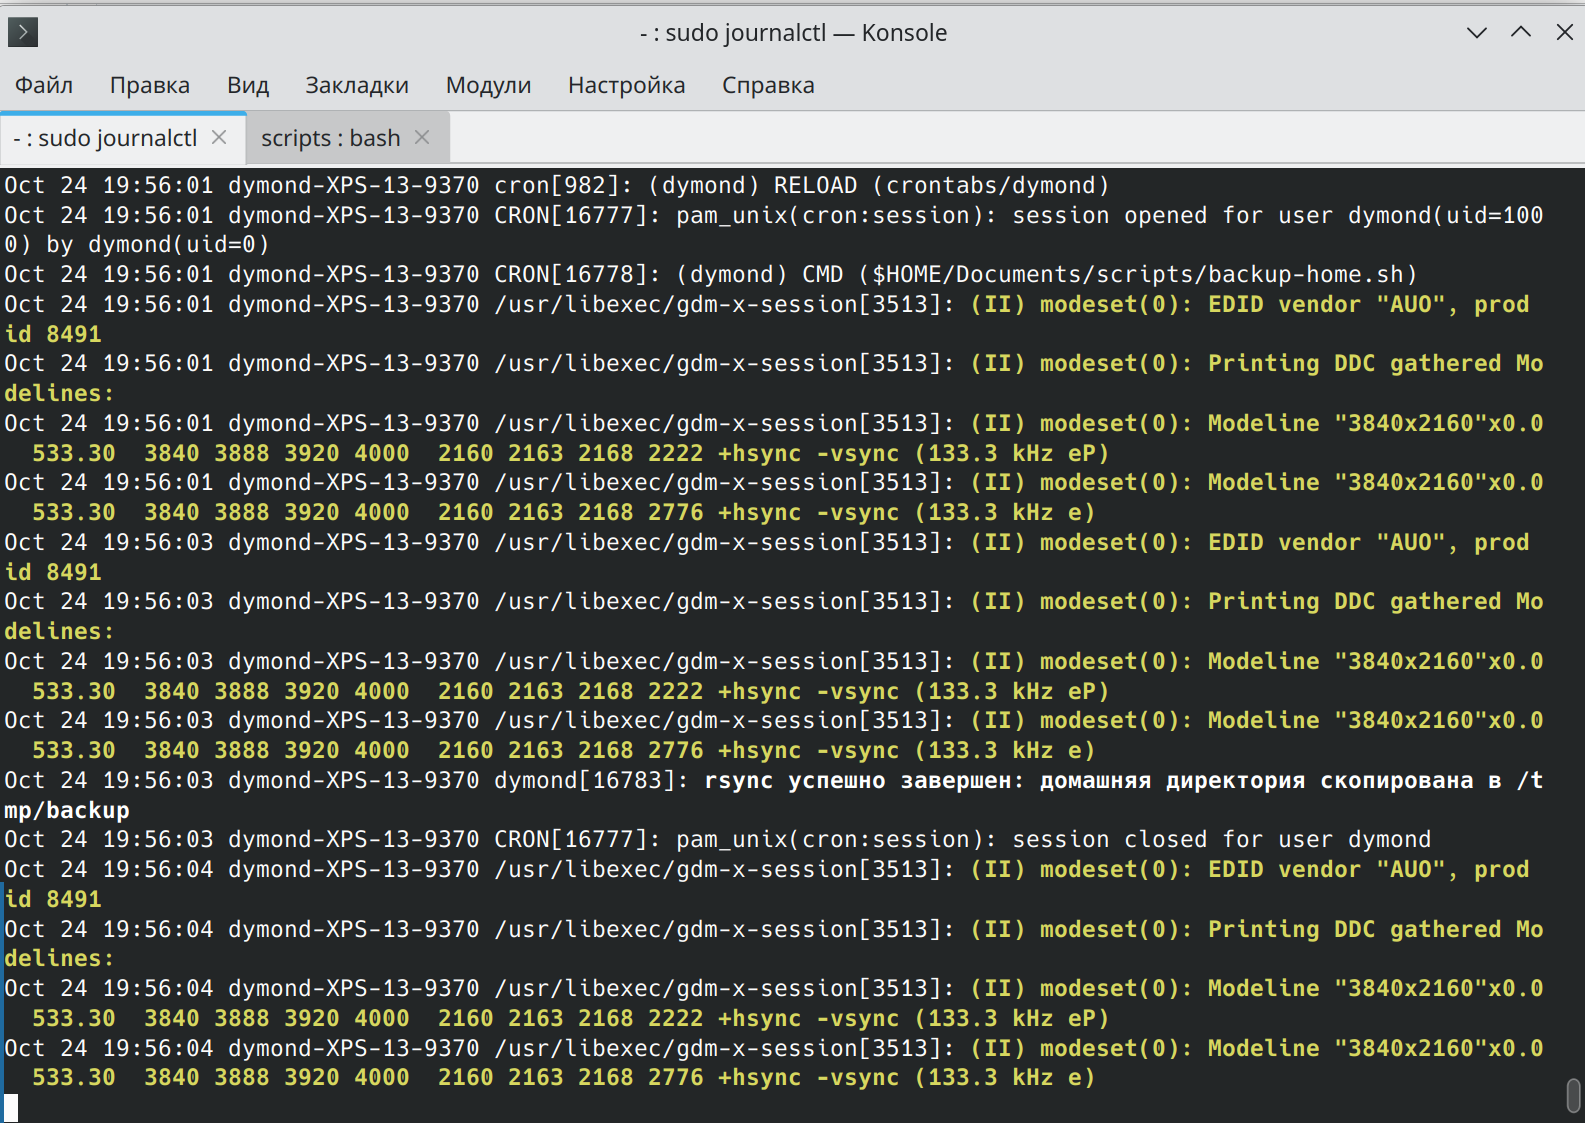 - : sudo journalctl — Konsole
Файл Правка Вид Закладки Модули Настройка Справка
- : sudo journalctl scripts : bash
Oct 24 19:56:01 dymond-XPS-13-9370 cron[982]: (dymond) RELOAD (crontabs/dymond)
Oct 24 19:56:01 dymond-XPS-13-9370 CRON[16777]: pam_unix(cron:session): session opened for user dymond(uid=100
0) by dymond(uid=0)
Oct 24 19:56:01 dymond-XPS-13-9370 CRON[16778]: (dymond) CMD ($HOME/Documents/scripts/backup-home.sh)
Oct 24 19:56:01 dymond-XPS-13-9370 /usr/libexec/gdm-x-session[3513]: (II) modeset(0): EDID vendor "AUO", prod
id 8491
Oct 24 19:56:01 dymond-XPS-13-9370 /usr/libexec/gdm-x-session[3513]: (II) modeset(0): Printing DDC gathered Mo
delines:
Oct 24 19:56:01 dymond-XPS-13-9370 /usr/libexec/gdm-x-session[3513]: (II) modeset(0): Modeline "3840x2160"x0.0
533.30 3840 3888 3920 4000 2160 2163 2168 2222 +hsync -vsync (133.3 kHz eP)
Oct 24 19:56:01 dymond-XPS-13-9370 /usr/libexec/gdm-x-session[3513]: (II) modeset(0): Modeline "3840x2160"x0.0
533.30 3840 3888 3920 4000 2160 2163 2168 2776 +hsync -vsync (133.3 kHz e)
Oct 24 19:56:03 dymond-XPS-13-9370 /usr/libexec/gdm-x-session[3513]: (II) modeset(0): EDID vendor "AUO", prod
id 8491
Oct 24 19:56:03 dymond-XPS-13-9370 /usr/libexec/gdm-x-session[3513]: (II) modeset(0): Printing DDC gathered Mo
delines:
Oct 24 19:56:03 dymond-XPS-13-9370 /usr/libexec/gdm-x-session[3513]: (II) modeset(0): Modeline "3840x2160"x0.0
533.30 3840 3888 3920 4000 2160 2163 2168 2222 +hsync -vsync (133.3 kHz eP)
Oct 24 19:56:03 dymond-XPS-13-9370 /usr/libexec/gdm-x-session[3513]: (II) modeset(0): Modeline "3840x2160"x0.0
533.30 3840 3888 3920 4000 2160 2163 2168 2776 +hsync -vsync (133.3 kHz e)
Oct 24 19:56:03 dymond-XPS-13-9370 dymond[16783]: rsync успешно завершен: домашняя директория скопирована в /t
mp/backup
Oct 24 19:56:03 dymond-XPS-13-9370 CRON[16777]: pam_unix(cron:session): session closed for user dymond
Oct 24 19:56:04 dymond-XPS-13-9370 /usr/libexec/gdm-x-session[3513]: (II) modeset(0): EDID vendor "AUO", prod
id 8491
Oct 24 19:56:04 dymond-XPS-13-9370 /usr/libexec/gdm-x-session[3513]: (II) modeset(0): Printing DDC gathered Mo
delines:
Oct 24 19:56:04 dymond-XPS-13-9370 /usr/libexec/gdm-x-session[3513]: (II) modeset(0): Modeline "3840x2160"x0.0
533.30 3840 3888 3920 4000 2160 2163 2168 2222 +hsync -vsync (133.3 kHz eP)
Oct 24 19:56:04 dymond-XPS-13-9370 /usr/libexec/gdm-x-session[3513]: (II) modeset(0): Modeline "3840x2160"x0.0
533.30 3840 3888 3920 4000 2160 2163 2168 2776 +hsync -vsync (133.3 kHz e)